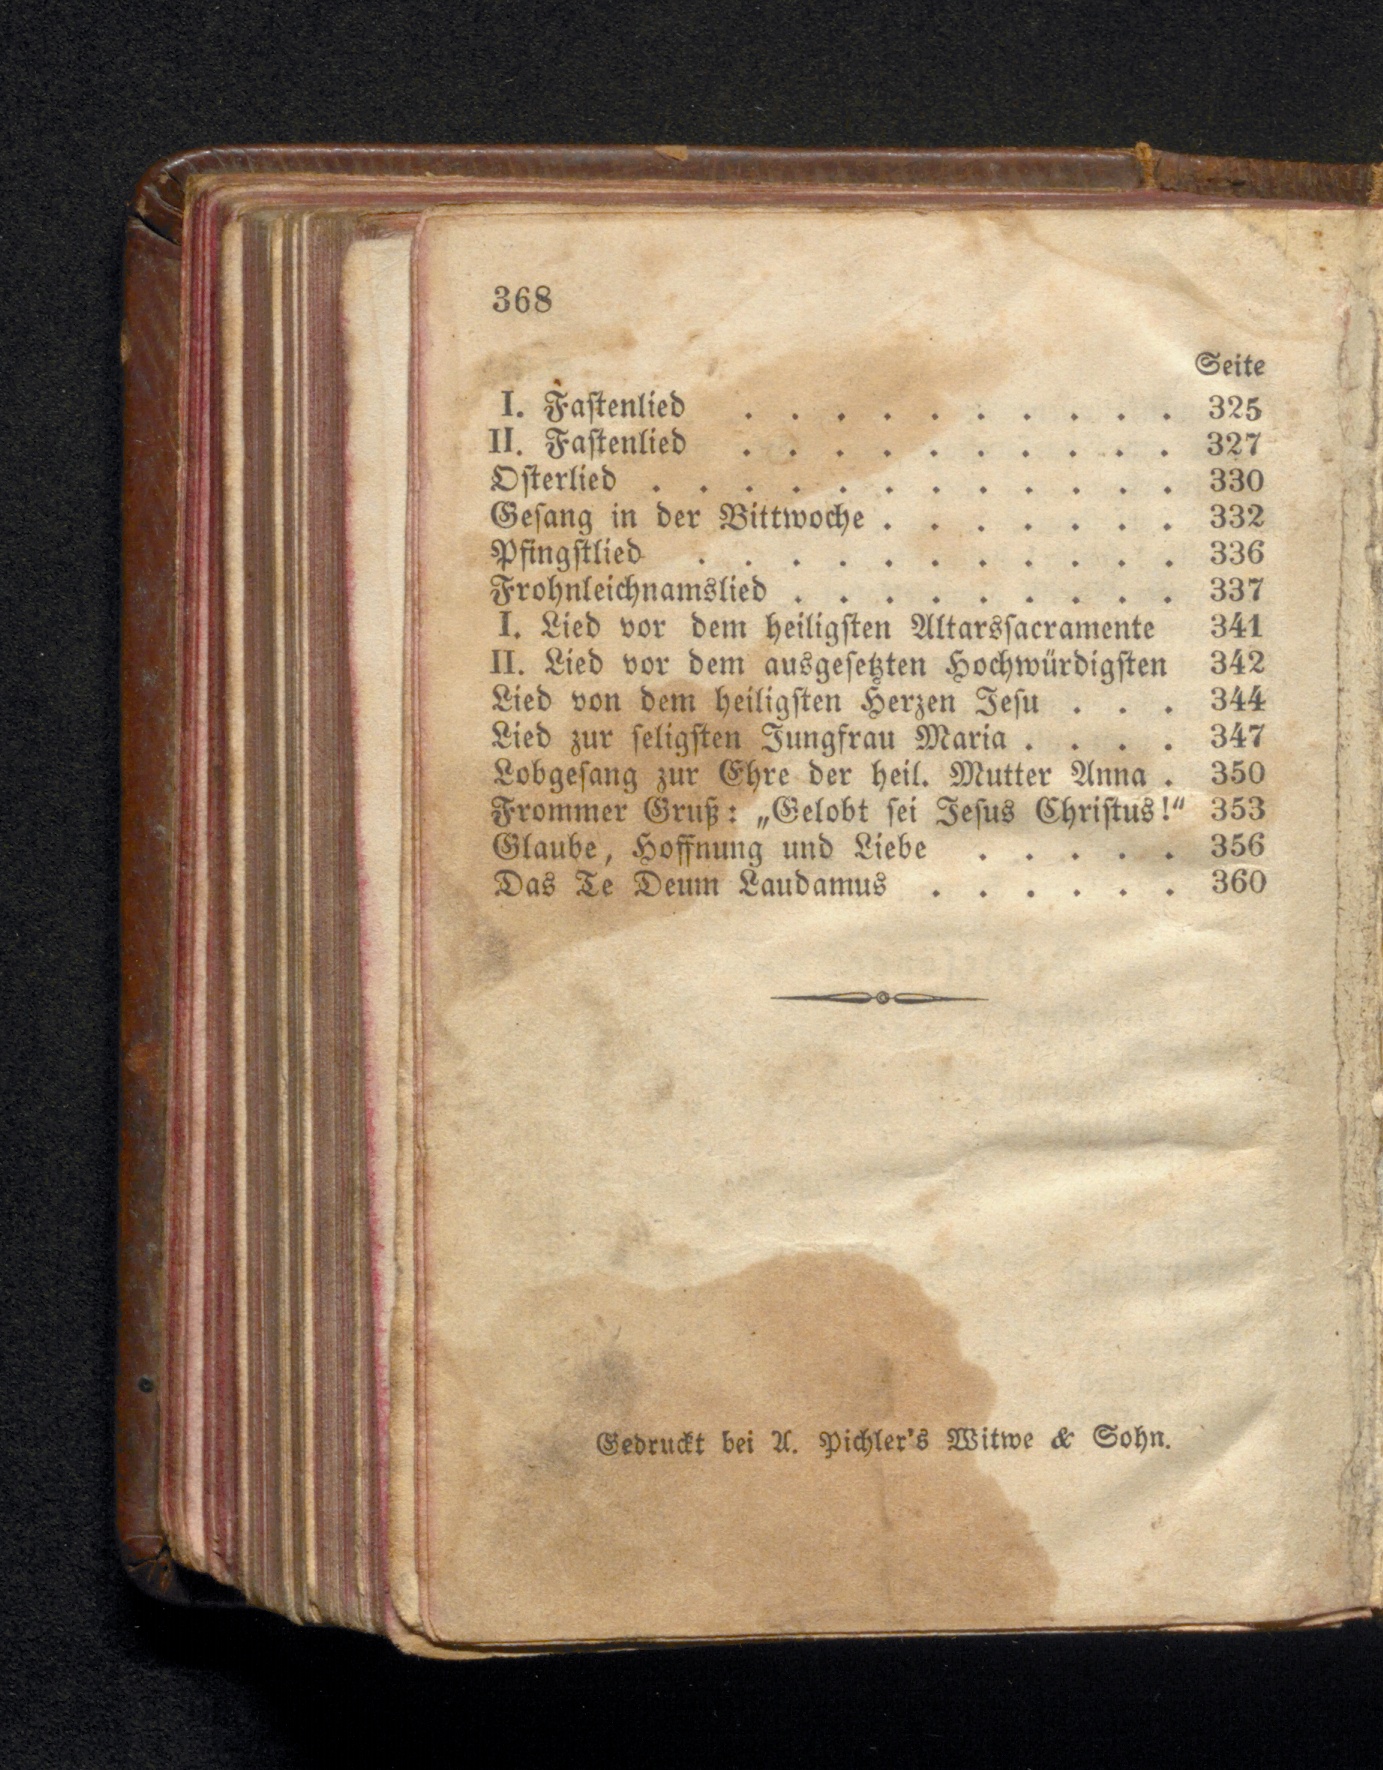 368
Seite
I. Fastenlied . . . . . . . . . . 325
II. Fastenlied . . . . . . . . . . 327
Osterlied . . . . . . . . . . . . 330
Gesang in der Bittwoche . . . . . . . 332
Pfingstlied . . . . . . . . . . . 336
Frohnleichnamslied . . . . . . . . . 337
I. Lied vor dem heiligsten Altarssacramente 341
II. Lied vor dem ausgesetzten Hochwürdigsten 342
Lied von dem heiligsten Herzen Jesu . . . 344
Lied zur seligsten Jungfrau Maria . . . . 347
Lobgesang zur Ehre der heil. Mutter Anna . 350
Frommer Gruß: „Gelobt sei Jesus Christus!“ 353
Glaube, Hoffnung und Liebe . . . . . 356
Das Te Deum Laudamus . . . . . . 360
Gedruckt bei A. Pichler's Witwe & Sohn.